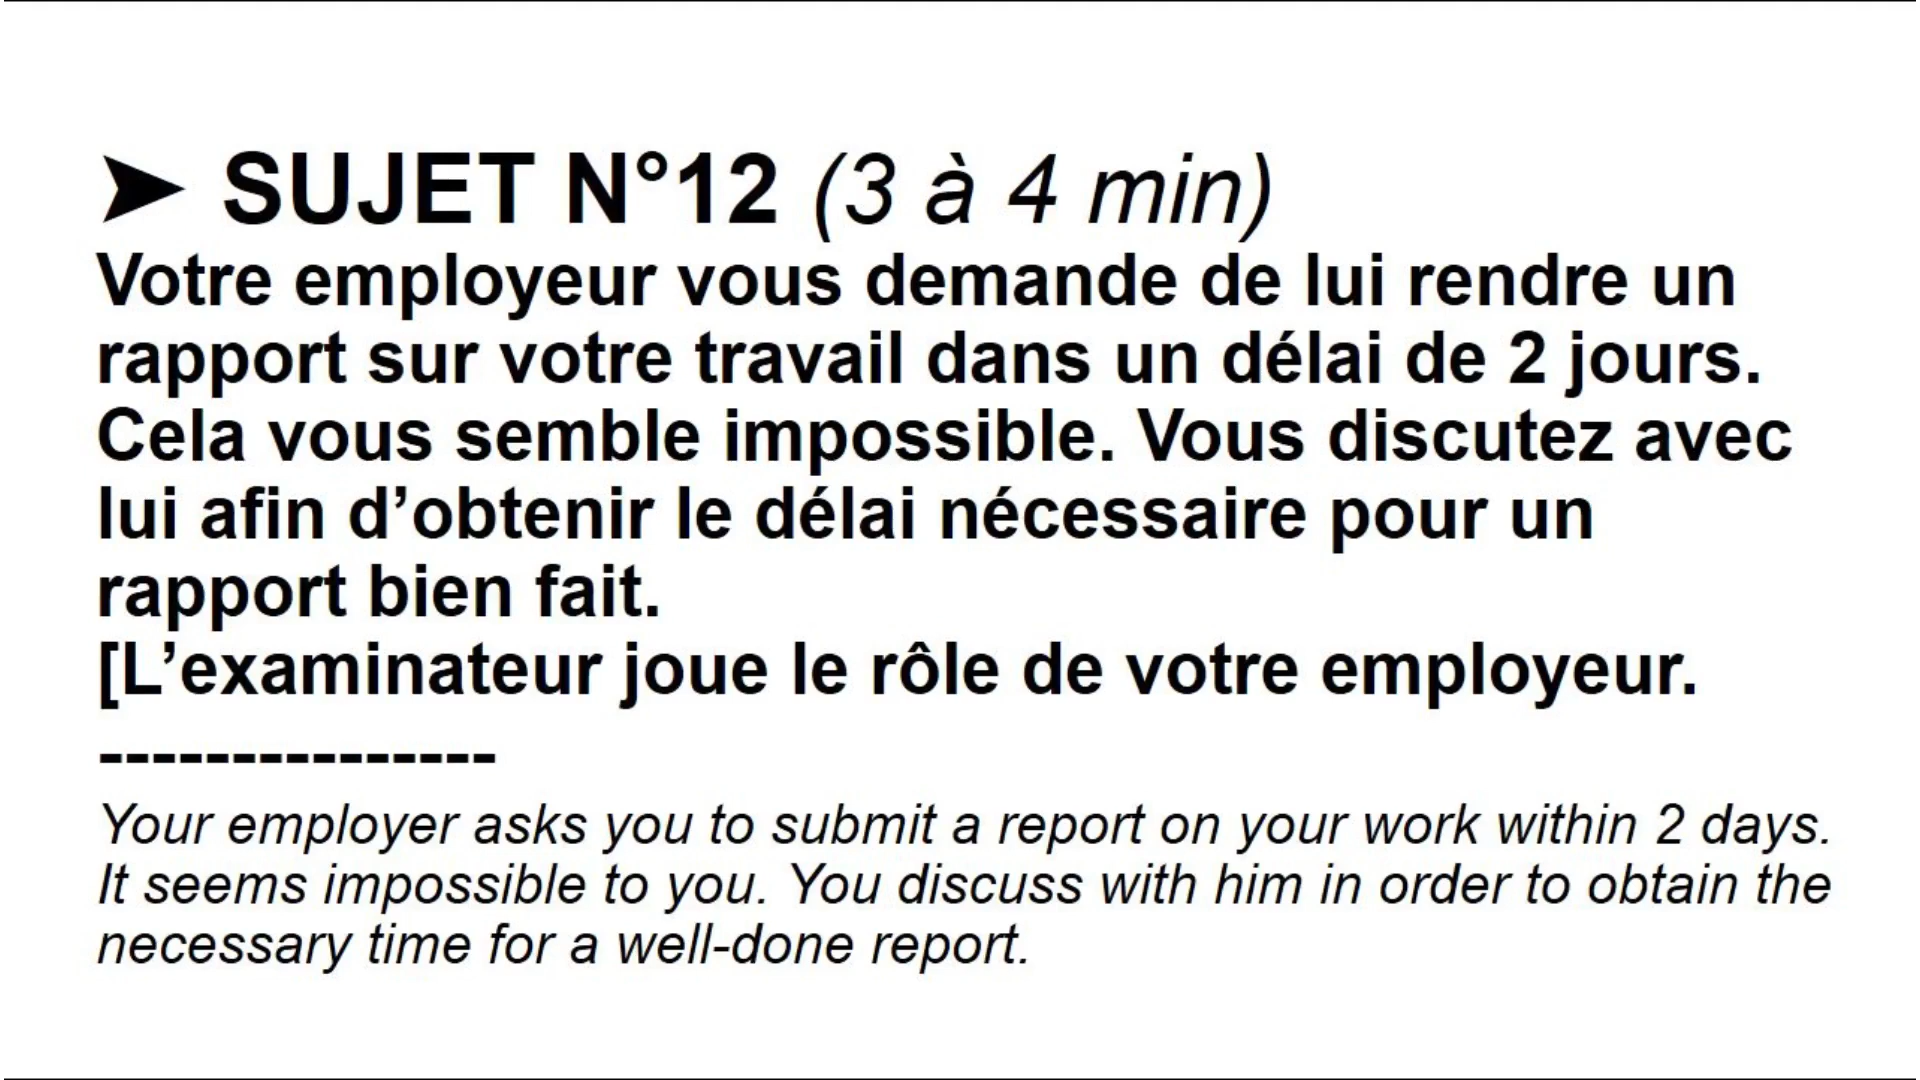 ➤ SUJET N°12 (3 à 4 min)
Votre employeur vous demande de lui rendre un
rapport sur votre travail dans un délai de 2 jours.
Cela vous semble impossible. Vous discutez avec
lui afin d’obtenir le délai nécessaire pour un
rapport bien fait.
[L’examinateur joue le rôle de votre employeur.
---------------
Your employer asks you to submit a report on your work within 2 days.
It seems impossible to you. You discuss with him in order to obtain the
necessary time for a well-done report.